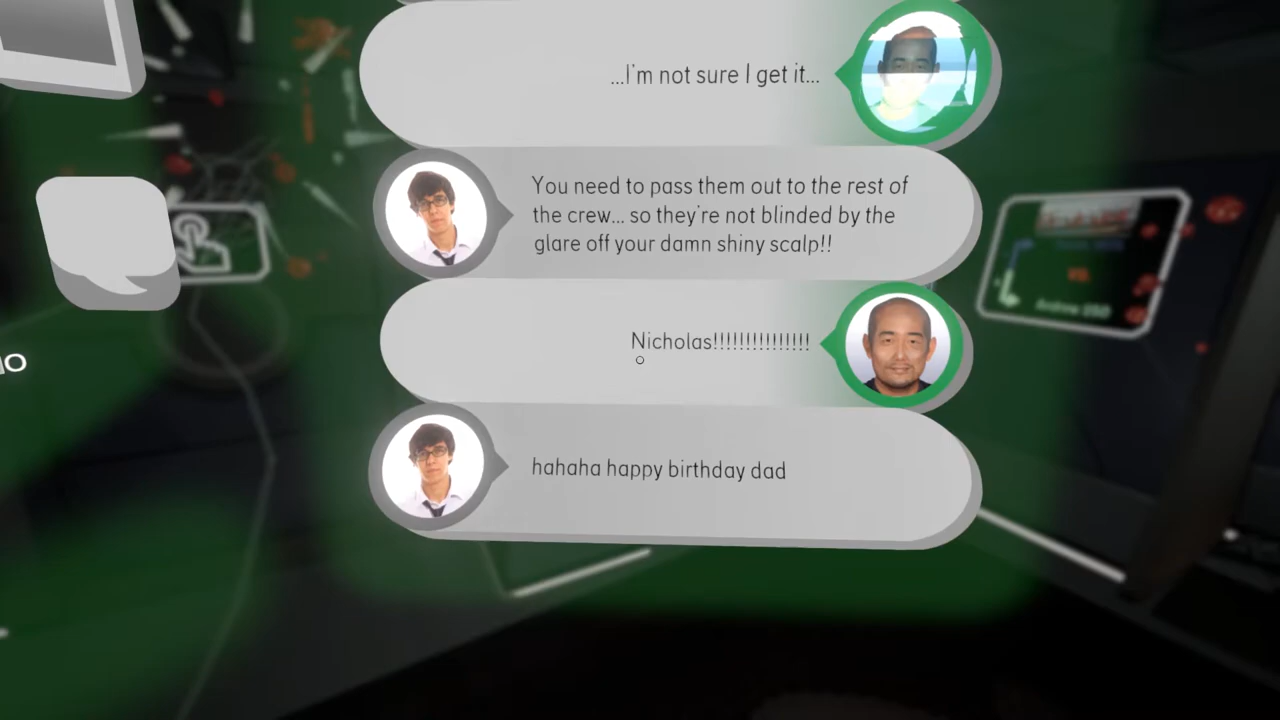 ...I'm not sure I get it...
You need to pass them out to the rest of
the crew... so they're not blinded by the
glare off your damn shiny scalp!!
Nicholas!!!!!!!!!!!!!!!
hahaha happy birthday dad